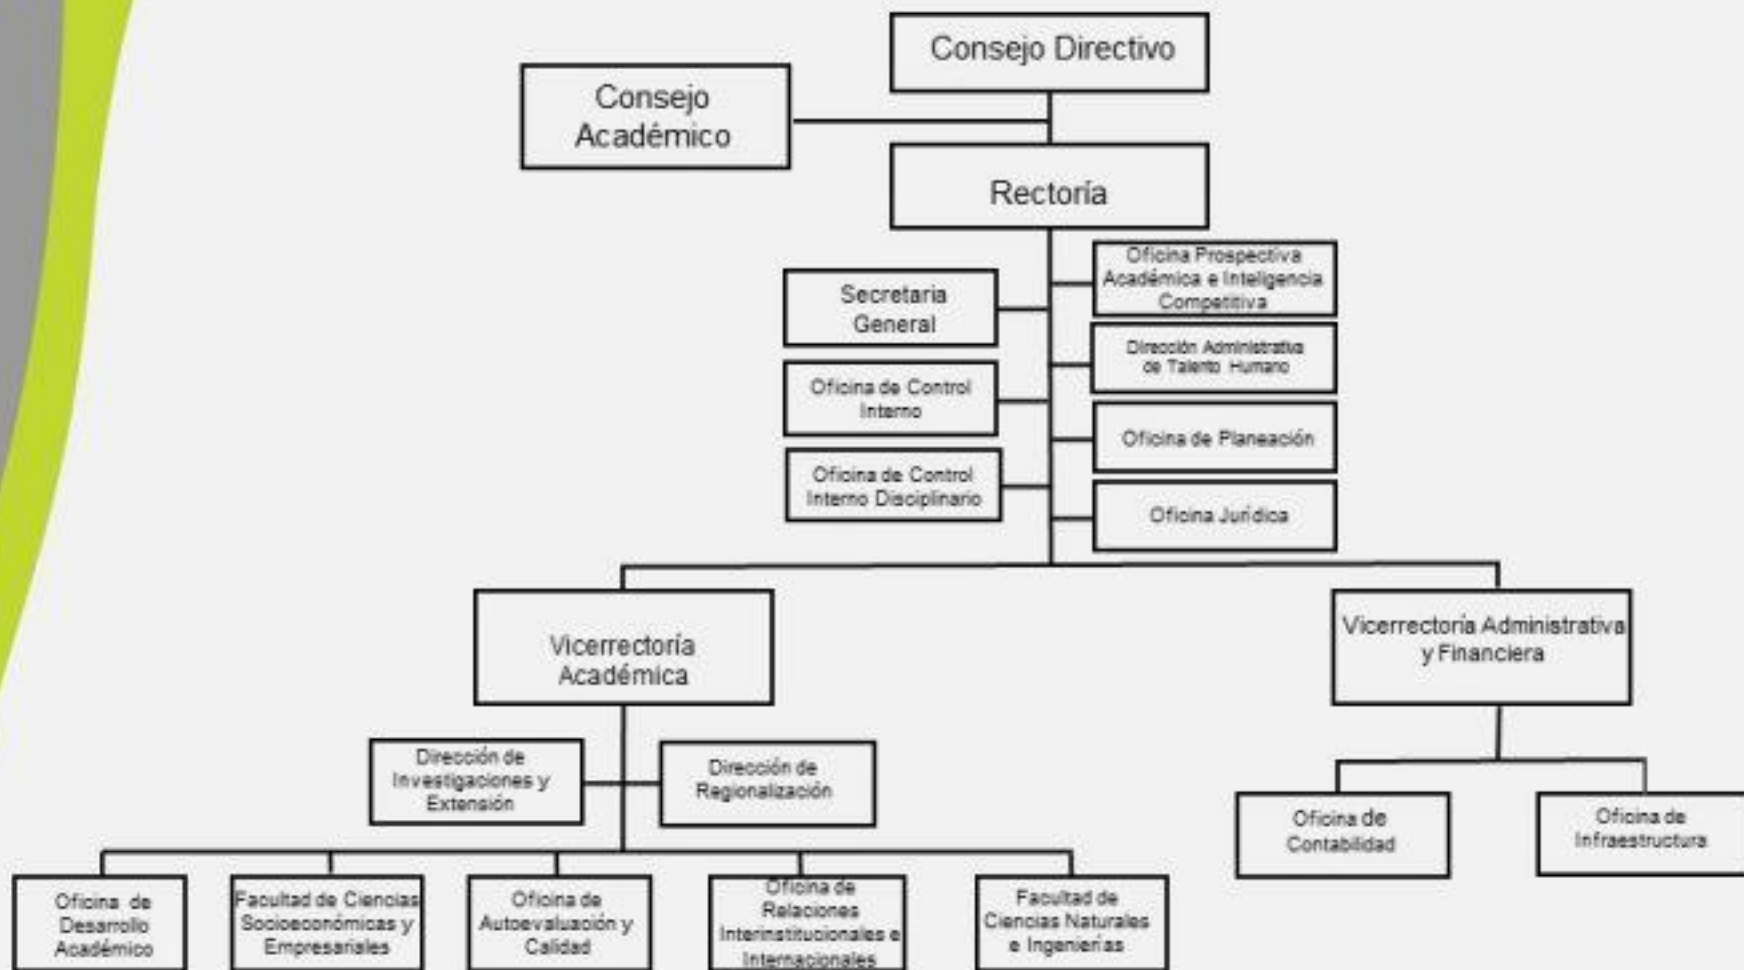 Consejo Directivo
Consejo
Académico
Rectoría
Oficina Prospectiva
Académica e Inteligencia
Competitiva
Secretaria
General
Dirección Administrativa
de Talento Humano
Oficina de Control
Interno
Oficina de Planeación
Oficina de Control
Interno Disciplinario
Oficina Jurídica
Vicerrectoría
Académica
Vicerrectoría Administrativa
y Financiera
Dirección de
Investigaciones y
Extensión
Dirección de
Regionalización
Oficina de
Contabilidad
Oficina de
Infraestructura
Oficina de
Desarrollo
Académico
Facultad de Ciencias
Socioeconómicas y
Empresariales
Oficina de
Autoevaluación y
Calidad
Oficina de
Relaciones
Interinstitucionales e
Internacionales
Facultad de
Ciencias Naturales
e Ingenierías